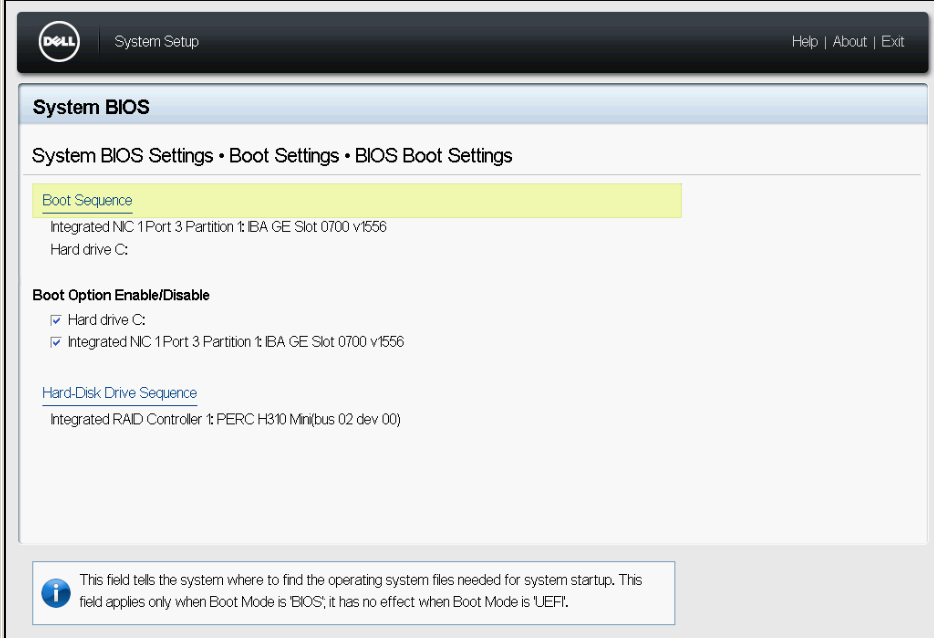 DELL
System Setup
Help | About | Exit
System BIOS
System BIOS Settings • Boot Settings • BIOS Boot Settings
Boot Sequence
Integrated NIC 1 Port 3 Partition 1: IBA GE Slot 0700 v1556
Hard drive C:
Boot Option Enable/Disable
Hard drive C:
Integrated NIC 1 Port 3 Partition 1: IBA GE Slot 0700 v1556
Hard-Disk Drive Sequence
Integrated RAID Controller 1: PERC H310 Mini(bus 02 dev 00)
This field tells the system where to find the operating system files needed for system startup. This
field applies only when Boot Mode is 'BIOS'; it has no effect when Boot Mode is 'UEFI'.